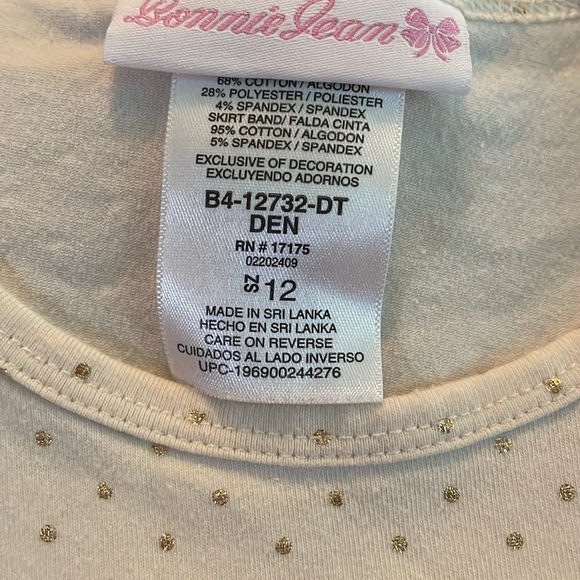 Bonnie Jean
68% COTTON / ALGODON
28% POLYESTER / POLIESTER
4% SPANDEX / SPANDEX
SKIRT BAND/ FALDA CINTA
95% COTTON / ALGODON
5% SPANDEX / SPANDEX
EXCLUSIVE OF DECORATION
EXCLUYENDO ADORNOS
B4-12732-DT
DEN
RN # 17175
02202409
SZ 12
MADE IN SRI LANKA
HECHO EN SRI LANKA
CARE ON REVERSE
CUIDADOS AL LADO INVERSO
UPC-196900244276